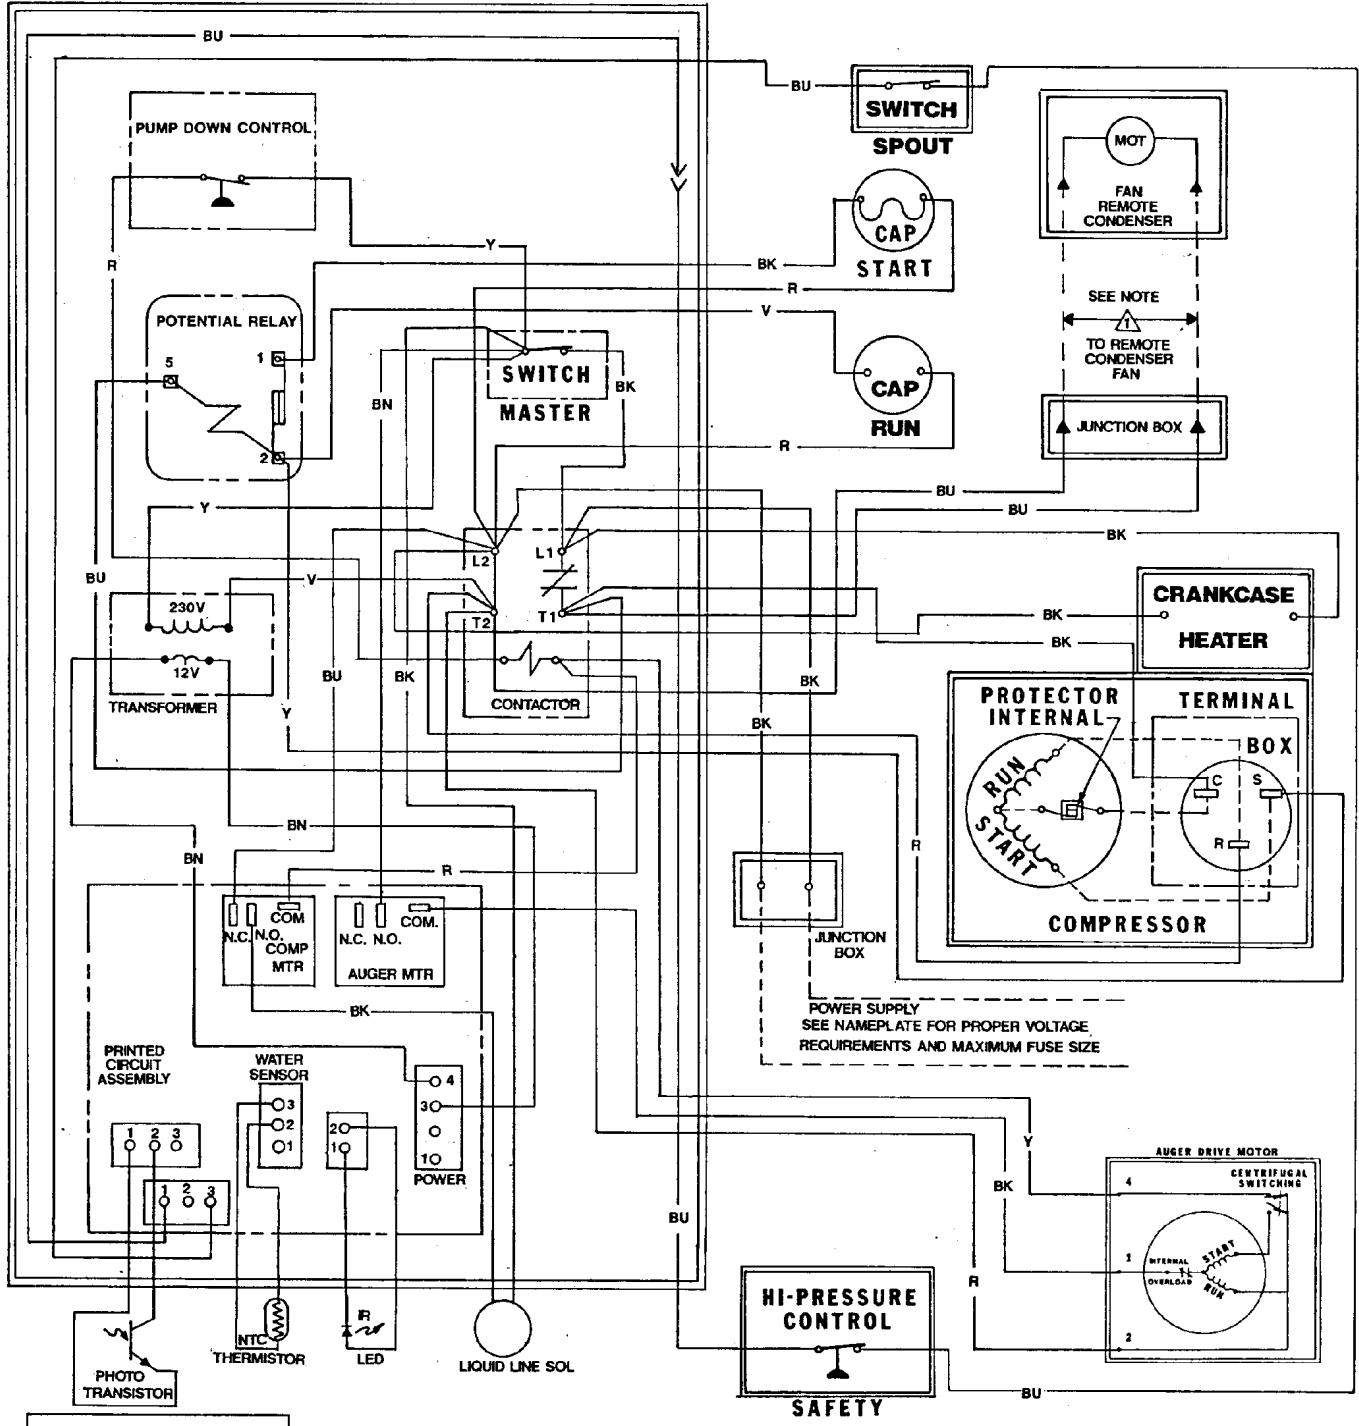 BU
PUMP DOWN CONTROL
BU
SWITCH
SPOUT
MOT
FAN
REMOTE
CONDENSER
R
Y
CAP
START
BK
R
V
SEE NOTE
1
TO REMOTE
CONDENSER
FAN
POTENTIAL RELAY
1
5
2
SWITCH
MASTER
BN
BK
CAP
RUN
R
JUNCTION BOX
BU
BU
BK
Y
L2
L1
T2
T1
CONTACTOR
BU
V
230V
12V
TRANSFORMER
BU
BK
Y
BK
BK
CRANKCASE
HEATER
BK
BK
PROTECTOR
INTERNAL
TERMINAL
BOX
RUN
START
C
S
R
COMPRESSOR
R
BN
BN
R
N.C.
N.O.
COM
COMP
MTR
N.C.
N.O.
COM.
AUGER MTR
BK
JUNCTION
BOX
POWER SUPPLY
SEE NAMEPLATE FOR PROPER VOLTAGE
REQUIREMENTS AND MAXIMUM FUSE SIZE
PRINTED
CIRCUIT
ASSEMBLY
WATER
SENSOR
3
2
1
2
1
4
3
1
POWER
1 2 3
1 2 3
Y
BK
R
BU
AUGER DRIVE MOTOR
CENTRIFUGAL
SWITCHING
4
1
2
INTERNAL
OVERLOAD
START
RUN
HI-PRESSURE
CONTROL
SAFETY
BU
PHOTO
TRANSISTOR
NTC
THERMISTOR
IR
LED
LIQUID LINE SOL